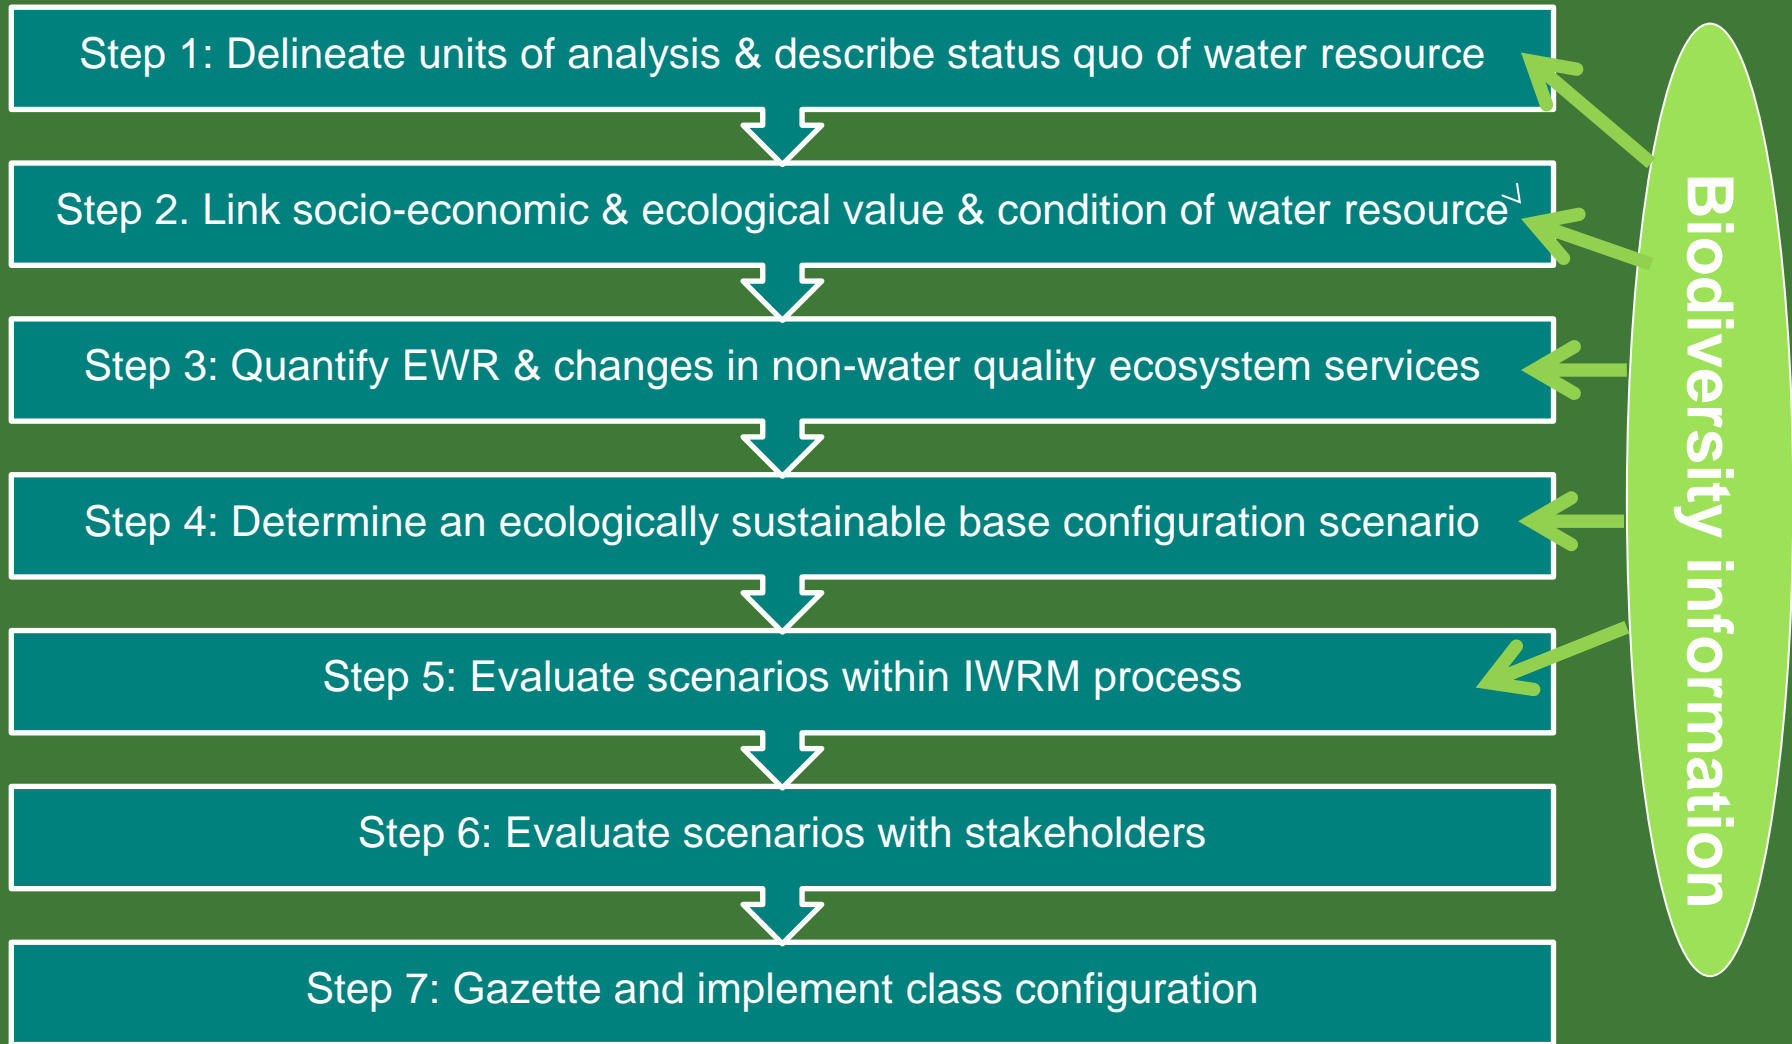 Step 1: Delineate units of analysis & describe status quo of water resource
Step 2. Link socio-economic & ecological value & condition of water resource
Step 3: Quantify EWR & changes in non-water quality ecosystem services
Step 4: Determine an ecologically sustainable base configuration scenario
Step 5: Evaluate scenarios within IWRM process
Step 6: Evaluate scenarios with stakeholders
Step 7: Gazette and implement class configuration
Biodiversity information